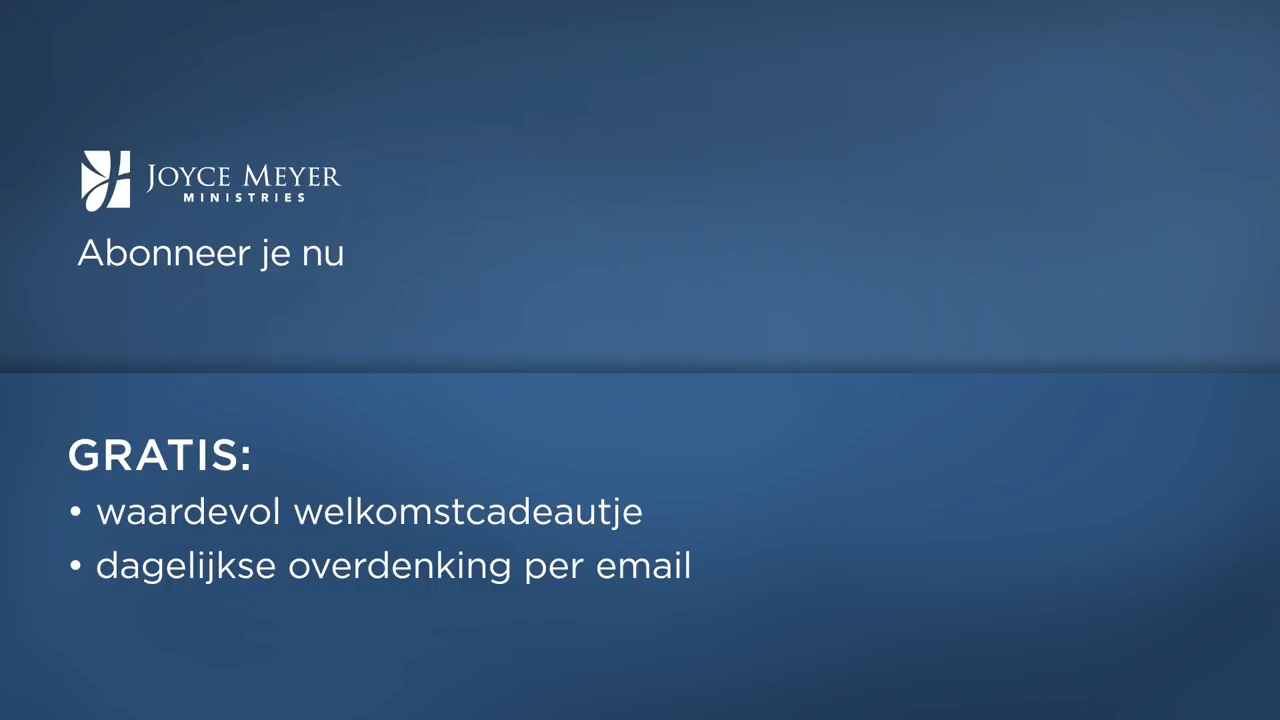 JOYCE MEYER
MINISTRIES
Abonneer je nu
GRATIS:
• waardevol welkomstcadeautje
• dagelijkse overdenking per email